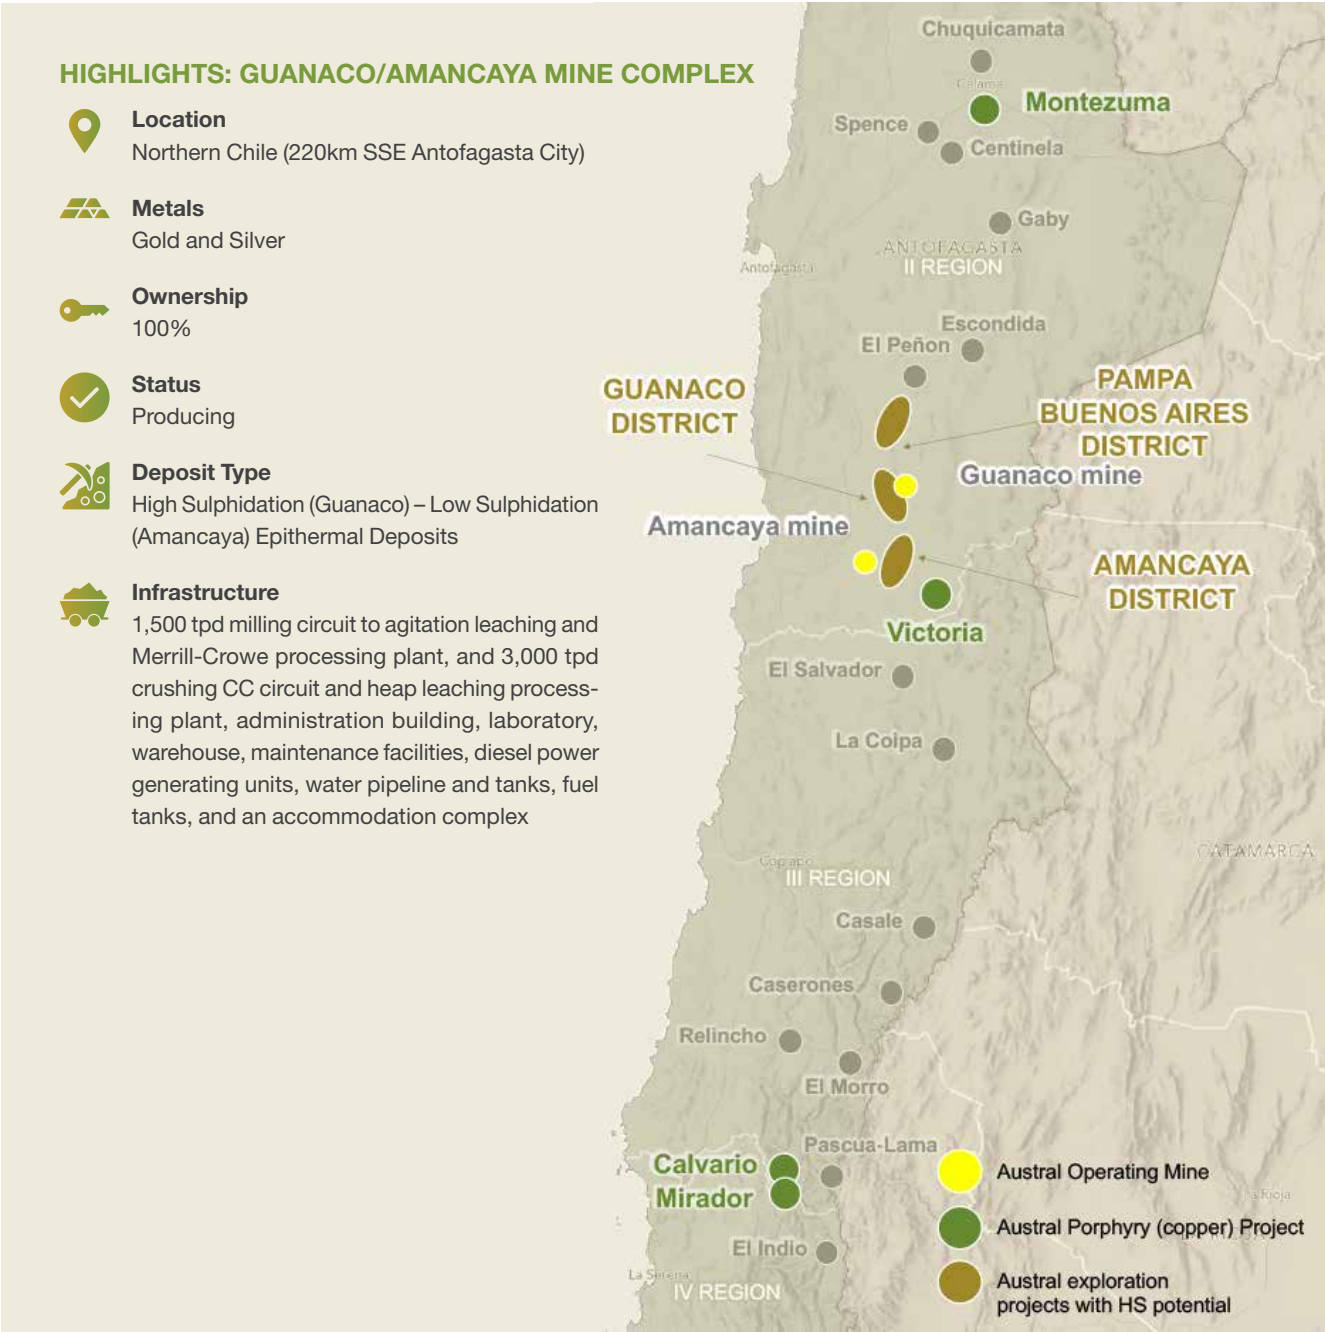 HIGHLIGHTS: GUANACO/AMANCAYA MINE COMPLEX
Location
Northern Chile (220km SSE Antofagasta City)
Metals
Gold and Silver
Ownership
100%
Status
Producing
Deposit Type
High Sulphidation (Guanaco) – Low Sulphidation
(Amancaya) Epithermal Deposits
Infrastructure
1,500 tpd milling circuit to agitation leaching and
Merrill-Crowe processing plant, and 3,000 tpd
crushing CC circuit and heap leaching process-
ing plant, administration building, laboratory,
warehouse, maintenance facilities, diesel power
generating units, water pipeline and tanks, fuel
tanks, and an accommodation complex
Chuquicamata
Calama
Montezuma
Spence
Centinela
Gaby
ANTOFAGASTA
II REGION
Antofagasta
Escondida
El Peñon
GUANACO
DISTRICT
PAMPA
BUENOS AIRES
DISTRICT
Guanaco mine
Amancaya mine
AMANCAYA
DISTRICT
Victoria
El Salvador
La Coipa
CATAMARCA
Copiapo
III REGION
Casale
Caserones
Relincho
El Morro
Pascua-Lama
Calvario
Mirador
El Indio
La Serena
IV REGION
Austral Operating Mine
La Rioja
Austral Porphyry (copper) Project
Austral exploration
projects with HS potential